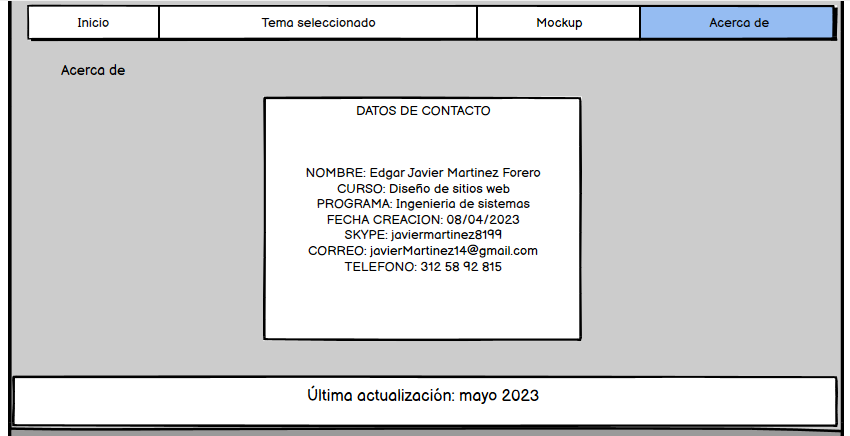 Inicio Tema seleccionado Mockup Acerca de
Acerca de
DATOS DE CONTACTO
NOMBRE: Edgar Javier Martinez Forero
CURSO: Diseño de sitios web
PROGRAMA: Ingenieria de sistemas
FECHA CREACION: 08/04/2023
SKYPE: javiermartinez8199
CORREO: javierMartinez14@gmail.com
TELEFONO: 312 58 92 815
Última actualización: mayo 2023